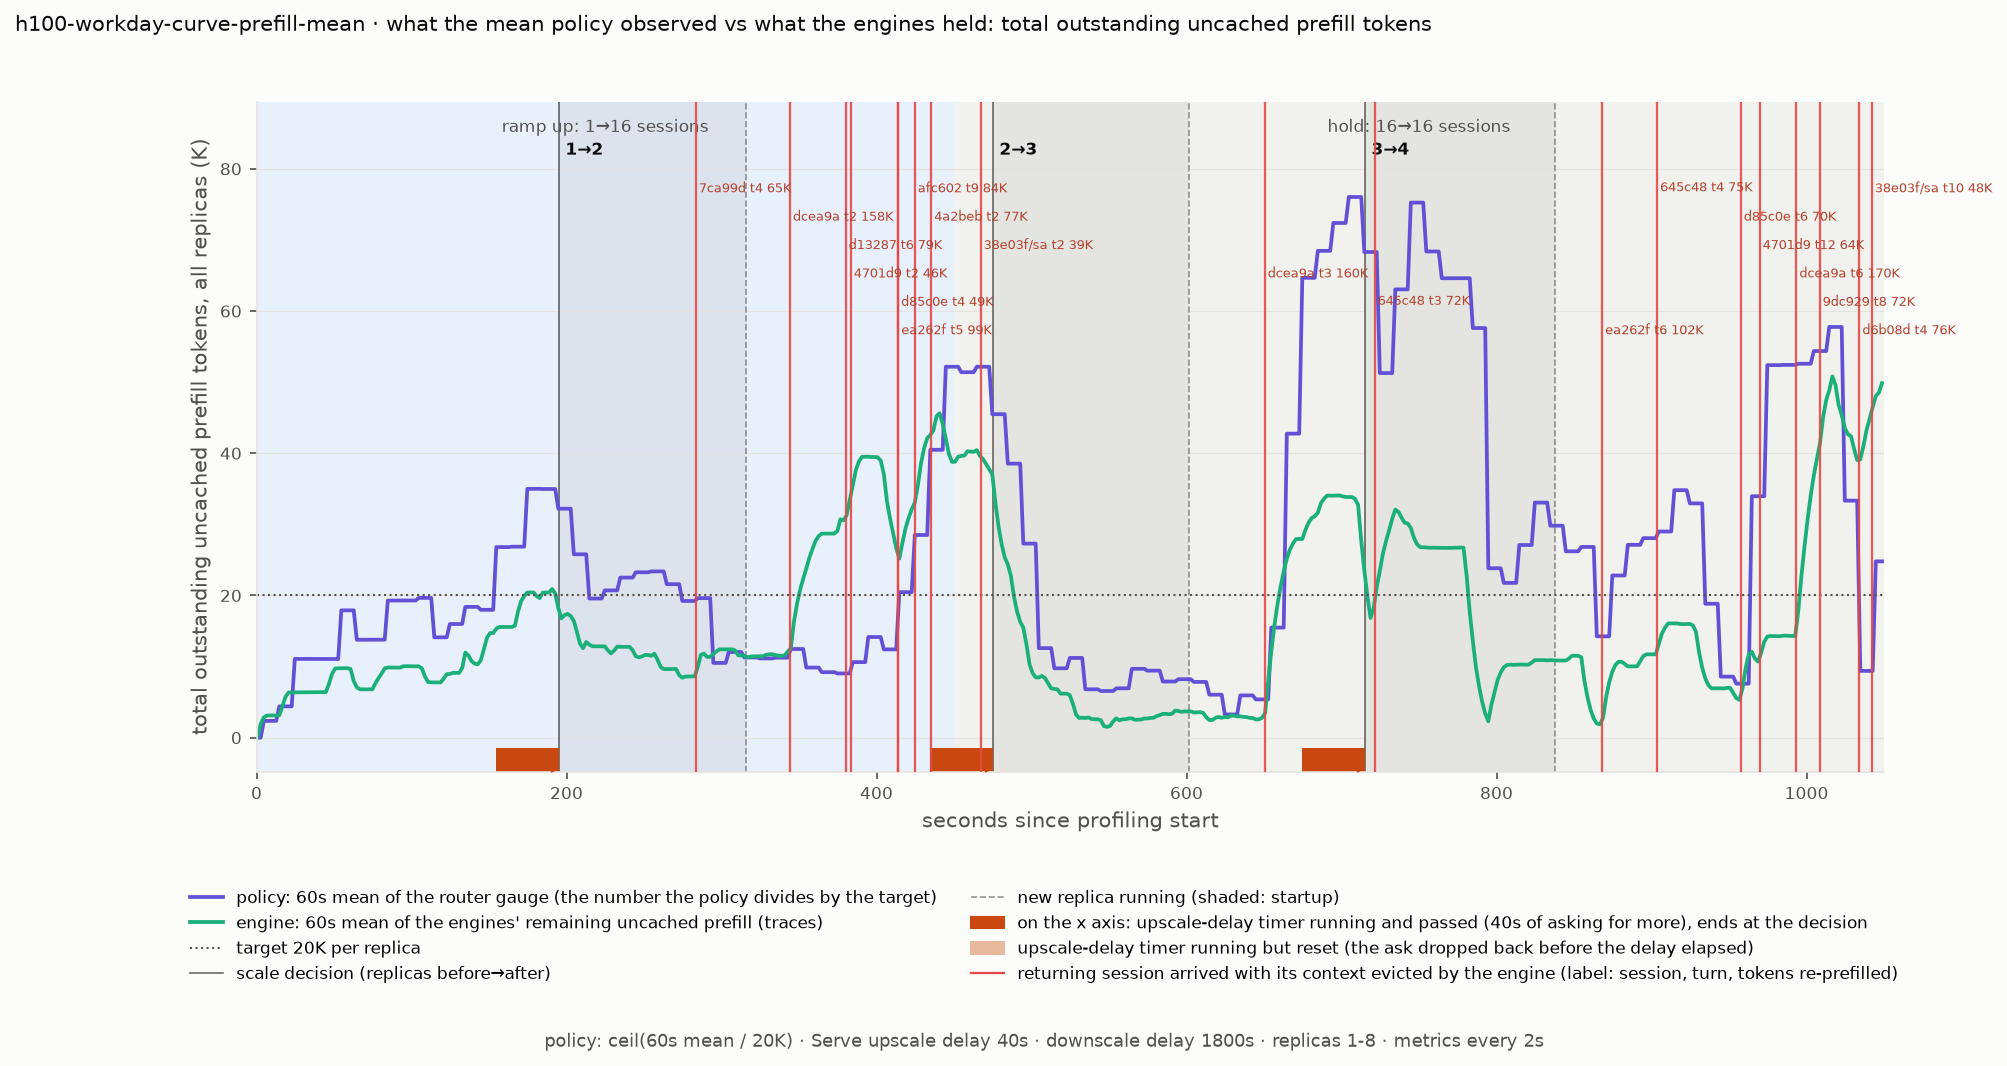 h100-workday-curve-prefill-mean · what the mean policy observed vs what the engines held: total outstanding uncached prefill tokens
ramp up: 1→16 sessions
hold: 16→16 sessions
1→2
2→3
3→4
7ca99d t4 65K
afc602 t9 84K
645c48 t4 75K
38e03f/sa t10 48K
dcea9a t2 158K
4a2beb t2 77K
d85c0e t6 70K
d13287 t6 79K
38e03f/sa t2 39K
4701d9 t12 64K
4701d9 t2 46K
dcea9a t3 160K
dcea9a t6 170K
d85c0e t4 49K
645c48 t3 72K
9dc929 t8 72K
ea262f t5 99K
ea262f t6 102K
d6b08d t4 76K
total outstanding uncached prefill tokens, all replicas (K)
80
60
40
20
0
0
200
400
600
800
1000
seconds since profiling start
policy: 60s mean of the router gauge (the number the policy divides by the target)
engine: 60s mean of the engines' remaining uncached prefill (traces)
target 20K per replica
scale decision (replicas before→after)
new replica running (shaded: startup)
on the x axis: upscale-delay timer running and passed (40s of asking for more), ends at the decision
upscale-delay timer running but reset (the ask dropped back before the delay elapsed)
returning session arrived with its context evicted by the engine (label: session, turn, tokens re-prefilled)
policy: ceil(60s mean / 20K) · Serve upscale delay 40s · downscale delay 1800s · replicas 1-8 · metrics every 2s